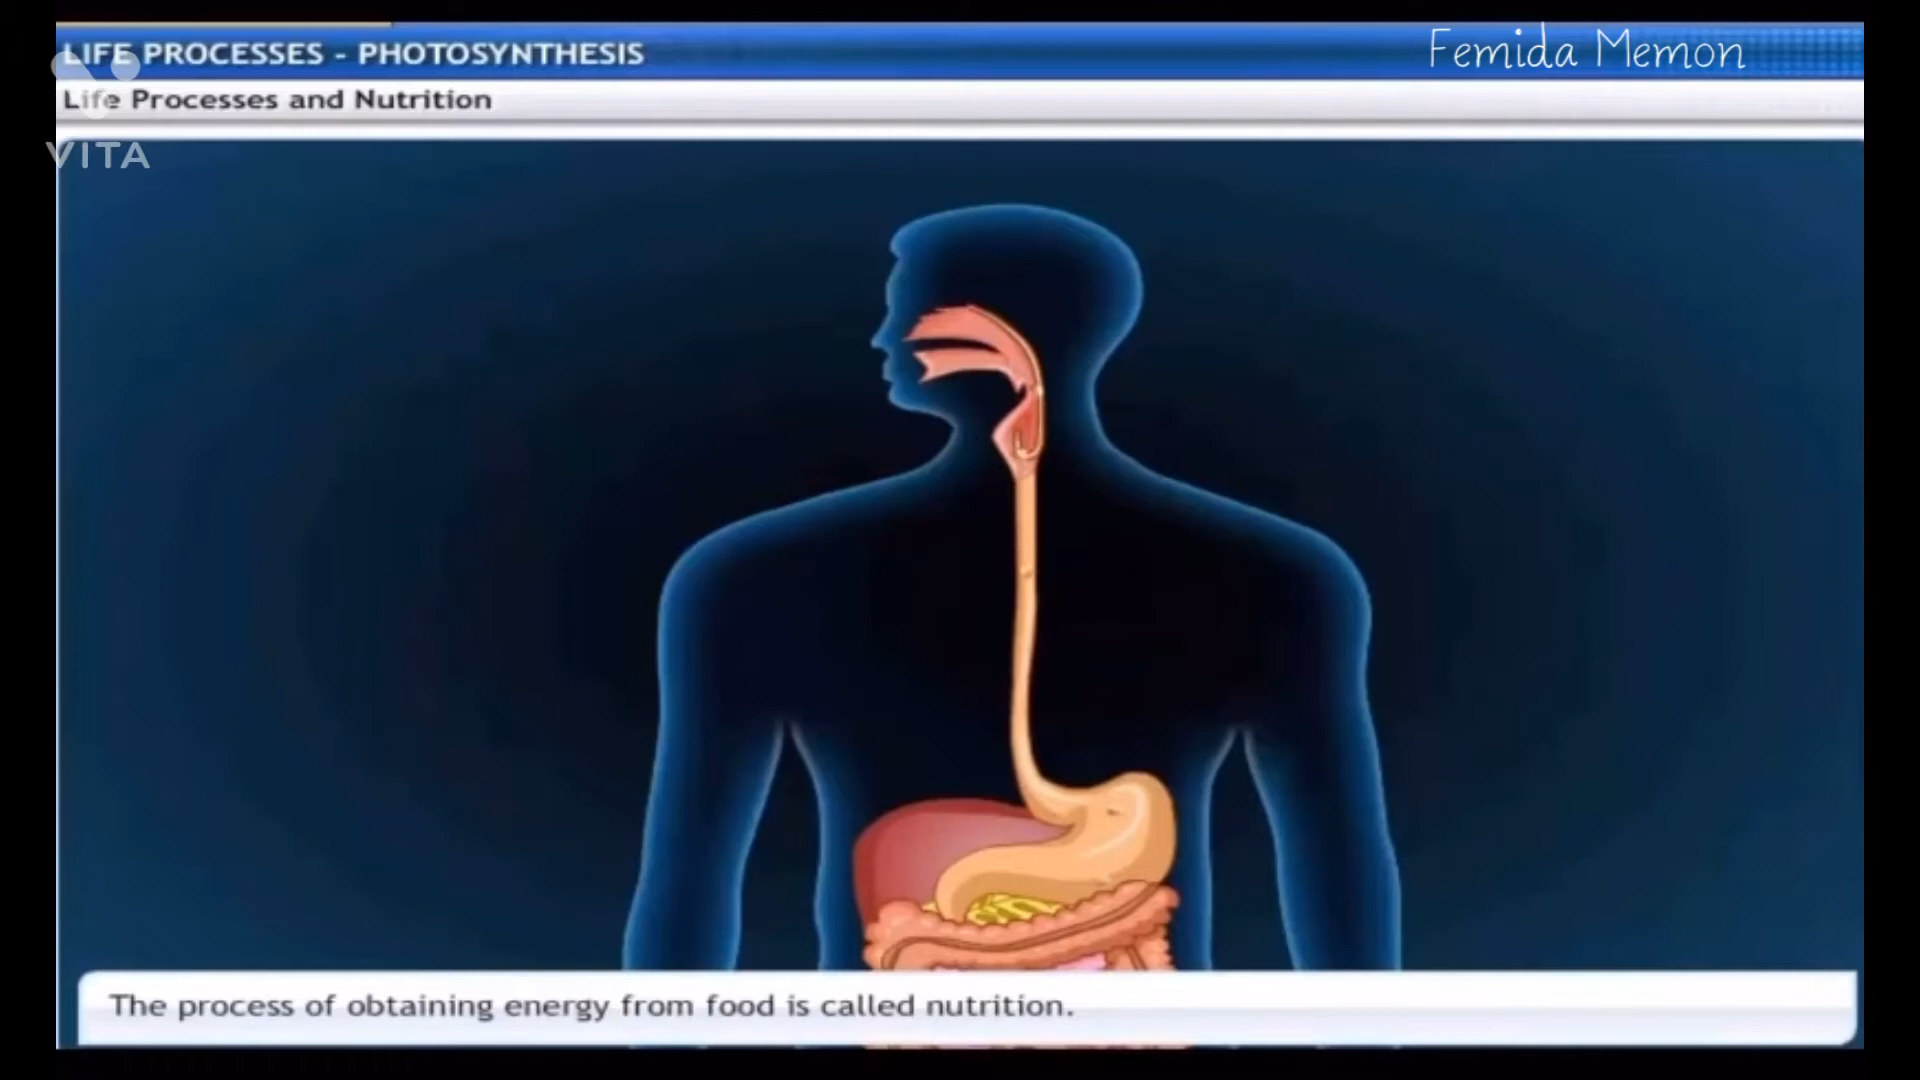 LIFE PROCESSES - PHOTOSYNTHESIS
Femida Memon
Life Processes and Nutrition
VITA
The process of obtaining energy from food is called nutrition.